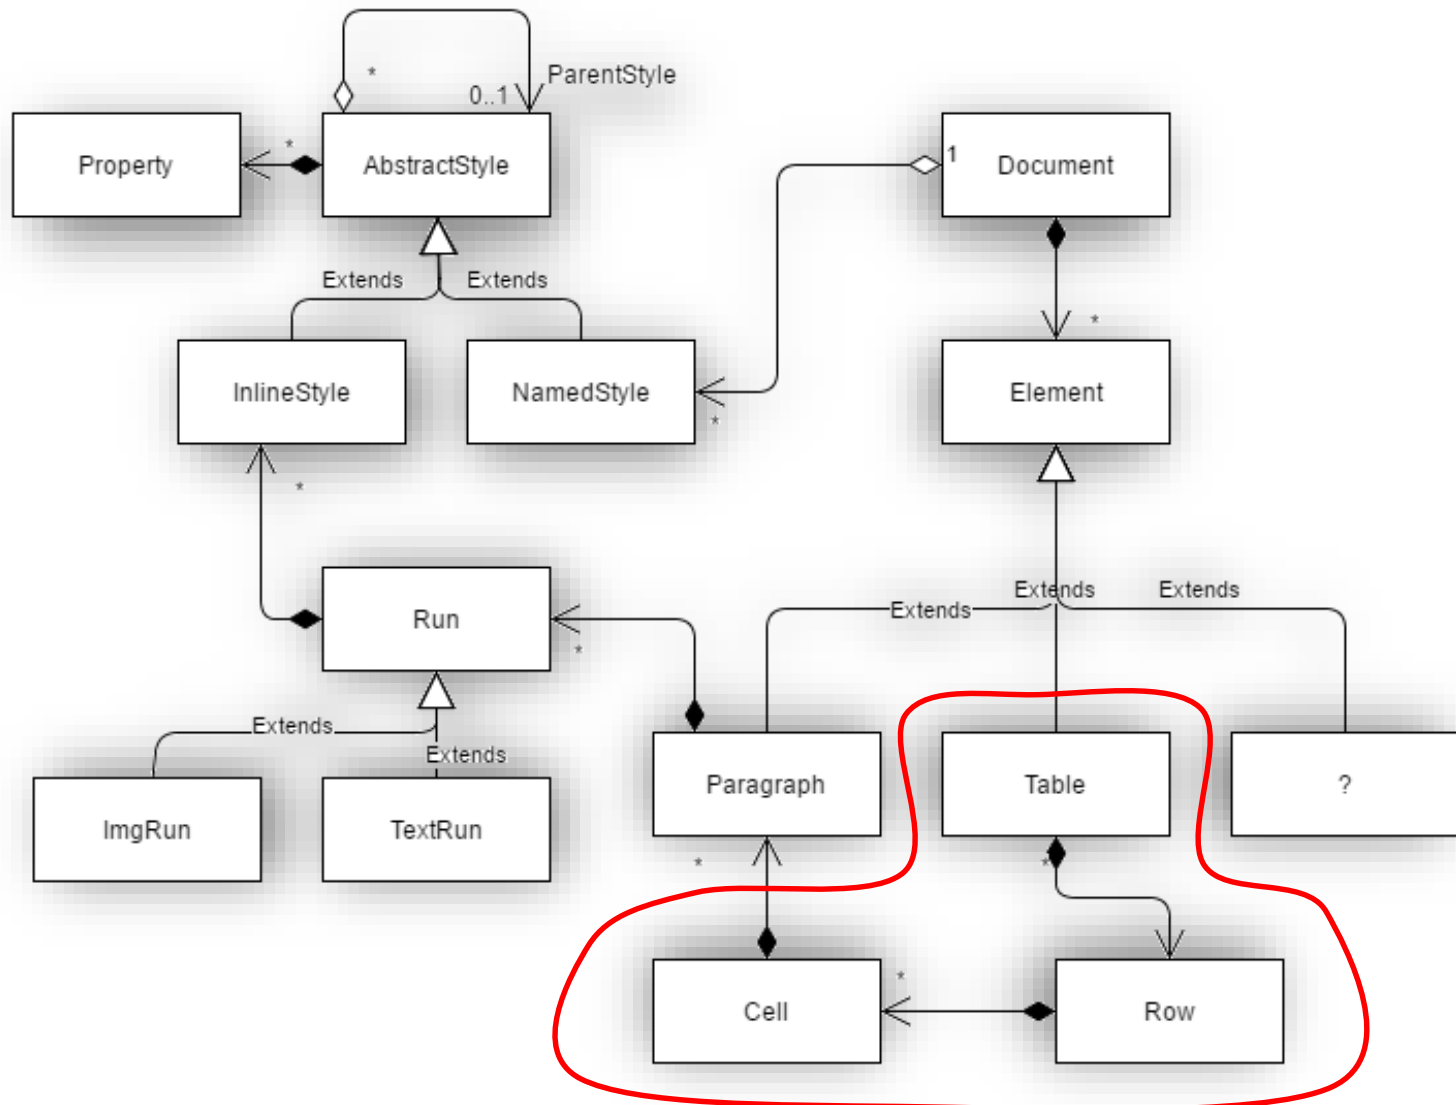 *
ParentStyle
0..1
Property
*
AbstractStyle
1
Document
Extends
Extends
*
InlineStyle
NamedStyle
*
Element
*
Run
*
Extends
Extends
Extends
Extends
Extends
Paragraph
Table
?
ImgRun
TextRun
*
*
*
Cell
Row